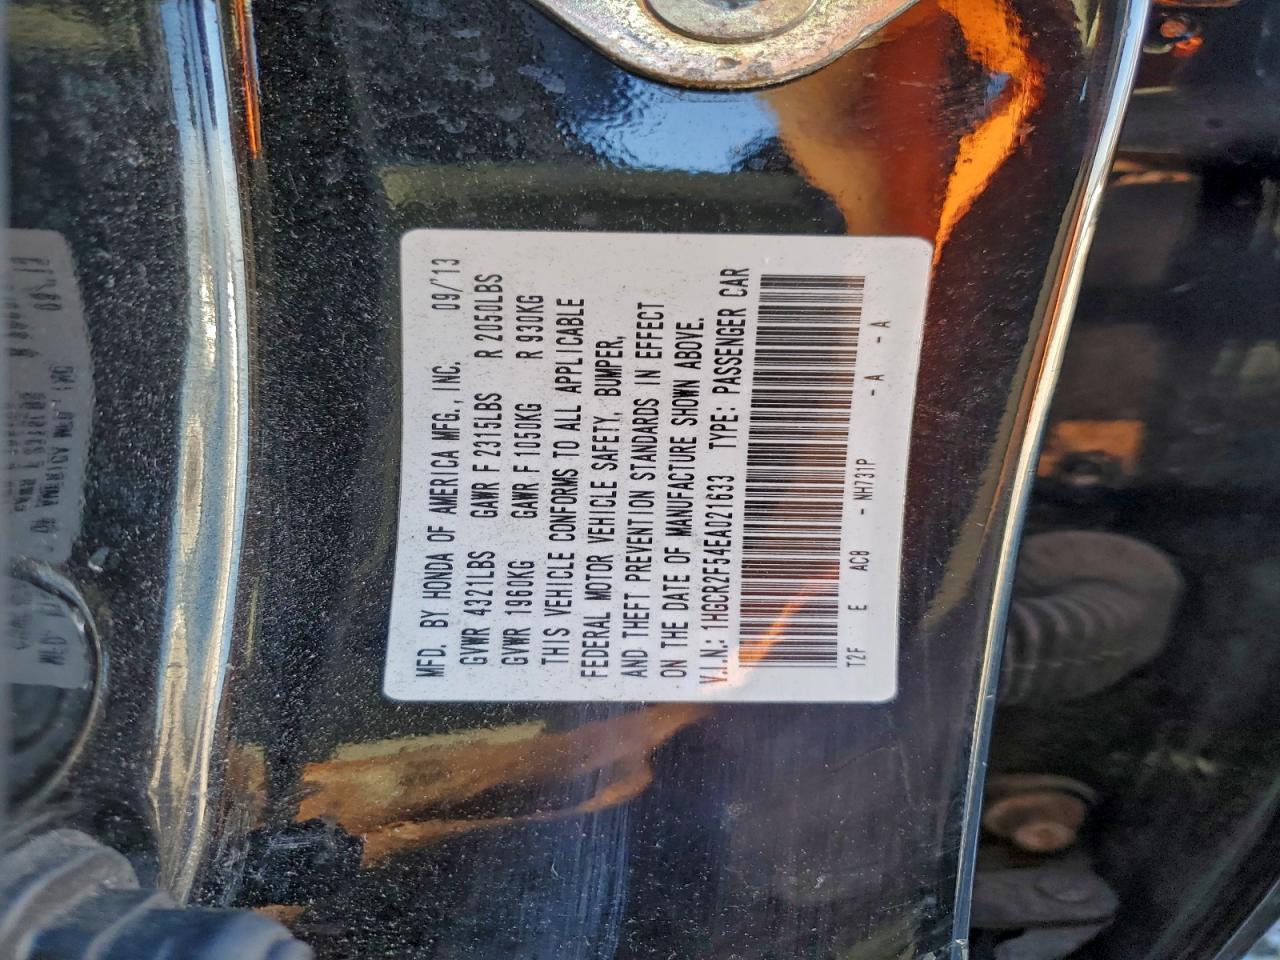 MFD. BY HONDA OF AMERICA MFG., INC. 09/'13
GVWR 4321LBS GAWR F 2315LBS R 2050LBS
GVWR 1960KG GAWR F 1050KG R 930KG
THIS VEHICLE CONFORMS TO ALL APPLICABLE
FEDERAL MOTOR VEHICLE SAFETY, BUMPER,
AND THEFT PREVENTION STANDARDS IN EFFECT
ON THE DATE OF MANUFACTURE SHOWN ABOVE.
V.I.N.: 1HGCR2F54EA021633 TYPE: PASSENGER CAR
T2F E AC8 - NH731P - A - A